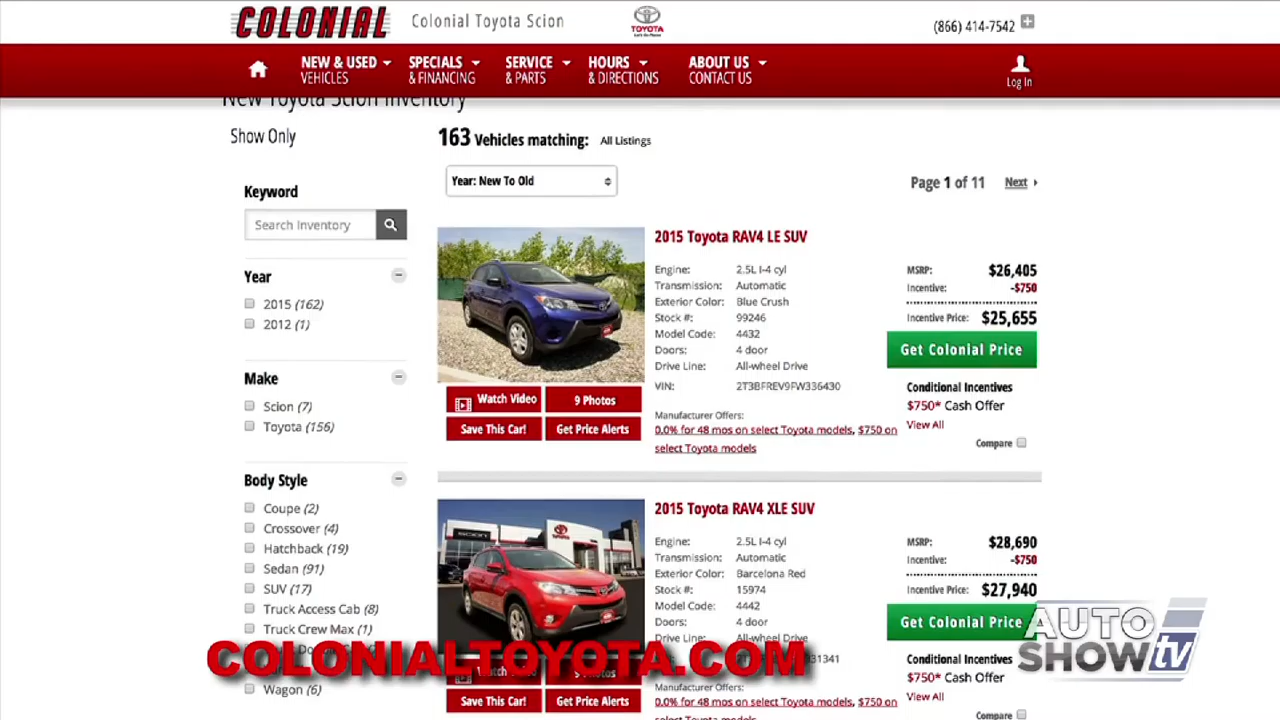 COLONIAL
Colonial Toyota Scion
TOYOTA
(866) 414-7542
NEW & USED
VEHICLES
SPECIALS
& FINANCING
SERVICE
& PARTS
HOURS
& DIRECTIONS
ABOUT US
CONTACT US
Log In
New Toyota Scion Inventory
Show Only
163 Vehicles matching: All Listings
Year: New To Old
Page 1 of 11 Next
Keyword
Search Inventory
Year
2015 (162)
2012 (1)
Make
Scion (7)
Toyota (156)
Body Style
Coupe (2)
Crossover (4)
Hatchback (19)
Sedan (91)
SUV (17)
Truck Access Cab (8)
Truck Crew Max (1)
Wagon (6)
2015 Toyota RAV4 LE SUV
Engine: 2.5L I-4 cyl
Transmission: Automatic
Exterior Color: Blue Crush
Stock #: 99246
Model Code: 4432
Doors: 4 door
Drive Line: All-wheel Drive
VIN: 2T3BFREV9FW336430
Manufacturer Offers:
0.0% for 48 mos on select Toyota models, $750 on
select Toyota models
MSRP: $26,405
Incentive: -$750
Incentive Price: $25,655
Get Colonial Price
Conditional Incentives
$750* Cash Offer
View All
Compare
Watch Video
9 Photos
Save This Car!
Get Price Alerts
2015 Toyota RAV4 XLE SUV
Engine: 2.5L I-4 cyl
Transmission: Automatic
Exterior Color: Barcelona Red
Stock #: 15974
Model Code: 4442
Doors: 4 door
Drive Line: All-wheel Drive
931341
0.0% for 48 mos on select Toyota models, $750 on
select Toyota models
MSRP: $28,690
Incentive: -$750
Incentive Price: $27,940
Get Colonial Price
Conditional Incentives
$750* Cash Offer
View All
Compare
9 Photos
Save This Car!
Get Price Alerts
COLONIALTOYOTA.COM
AUTO
SHOW tv